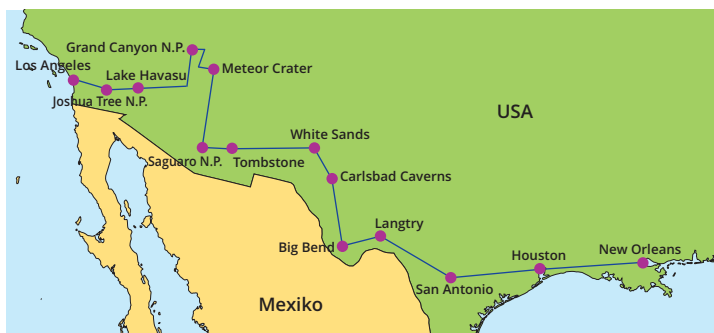 Grand Canyon N.P.
Los Angeles
Lake Havasu
Meteor Crater
Joshua Tree N.P.
USA
White Sands
Saguaro N.P.
Tombstone
Carlsbad Caverns
Langtry
Big Bend
Houston
New Orleans
San Antonio
Mexiko